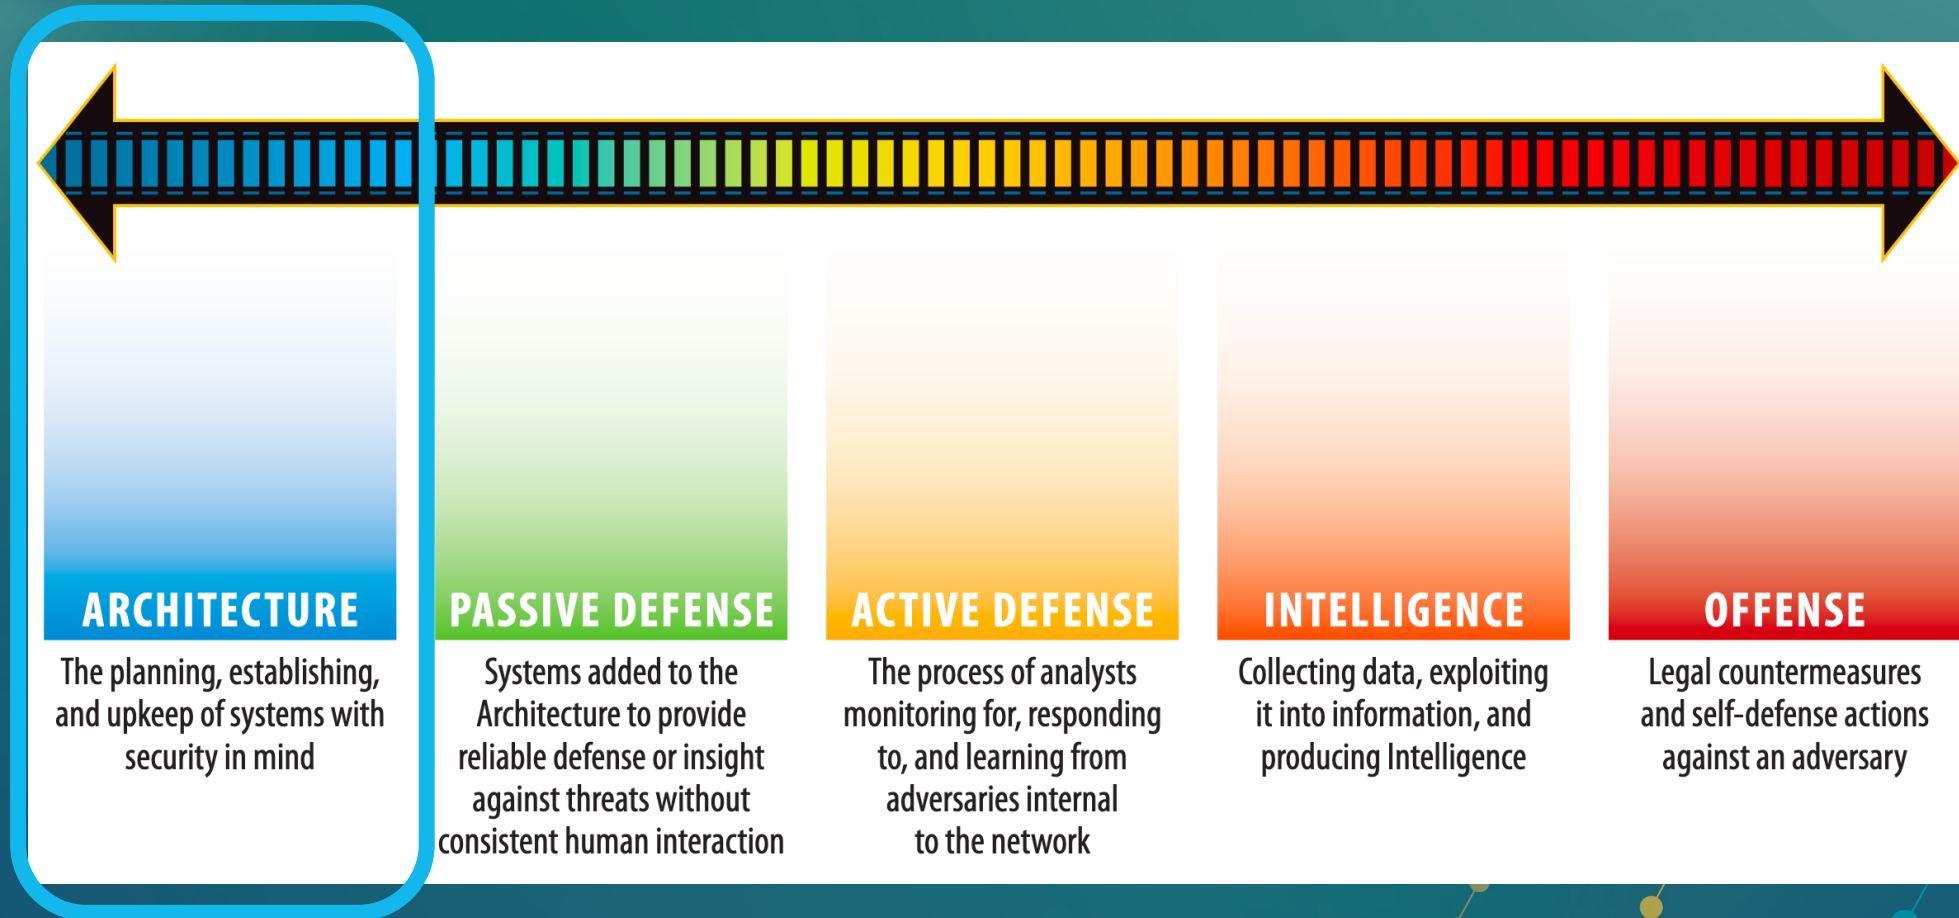 ARCHITECTURE
The planning, establishing,
and upkeep of systems with
security in mind
PASSIVE DEFENSE
Systems added to the
Architecture to provide
reliable defense or insight
against threats without
consistent human interaction
ACTIVE DEFENSE
The process of analysts
monitoring for, responding
to, and learning from
adversaries internal
to the network
INTELLIGENCE
Collecting data, exploiting
it into information, and
producing Intelligence
OFFENSE
Legal countermeasures
and self-defense actions
against an adversary